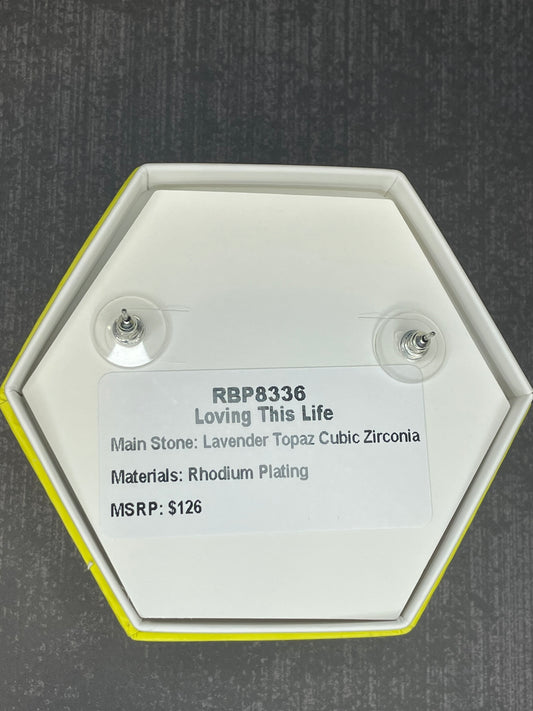 RBP8336
Loving This Life
Main Stone: Lavender Topaz Cubic Zirconia
Materials: Rhodium Plating
MSRP: $126